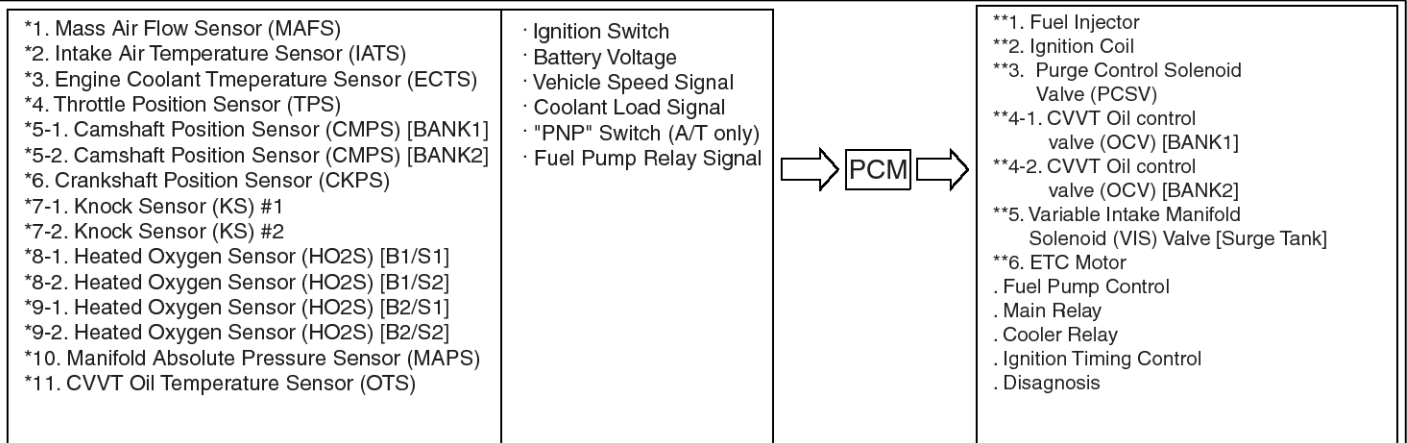 *1. Mass Air Flow Sensor (MAFS)
*2. Intake Air Temperature Sensor (IATS)
*3. Engine Coolant Tmeperature Sensor (ECTS)
*4. Throttle Position Sensor (TPS)
*5-1. Camshaft Position Sensor (CMPS) [BANK1]
*5-2. Camshaft Position Sensor (CMPS) [BANK2]
*6. Crankshaft Position Sensor (CKPS)
*7-1. Knock Sensor (KS) #1
*7-2. Knock Sensor (KS) #2
*8-1. Heated Oxygen Sensor (HO2S) [B1/S1]
*8-2. Heated Oxygen Sensor (HO2S) [B1/S2]
*9-1. Heated Oxygen Sensor (HO2S) [B2/S1]
*9-2. Heated Oxygen Sensor (HO2S) [B2/S2]
*10. Manifold Absolute Pressure Sensor (MAPS)
*11. CVVT Oil Temperature Sensor (OTS)
· Ignition Switch
· Battery Voltage
· Vehicle Speed Signal
· Coolant Load Signal
· "PNP" Switch (A/T only)
· Fuel Pump Relay Signal
PCM
**1. Fuel Injector
**2. Ignition Coil
**3. Purge Control Solenoid
Valve (PCSV)
**4-1. CVVT Oil control
valve (OCV) [BANK1]
**4-2. CVVT Oil control
valve (OCV) [BANK2]
**5. Variable Intake Manifold
Solenoid (VIS) Valve [Surge Tank]
**6. ETC Motor
. Fuel Pump Control
. Main Relay
. Cooler Relay
. Ignition Timing Control
. Disagnosis